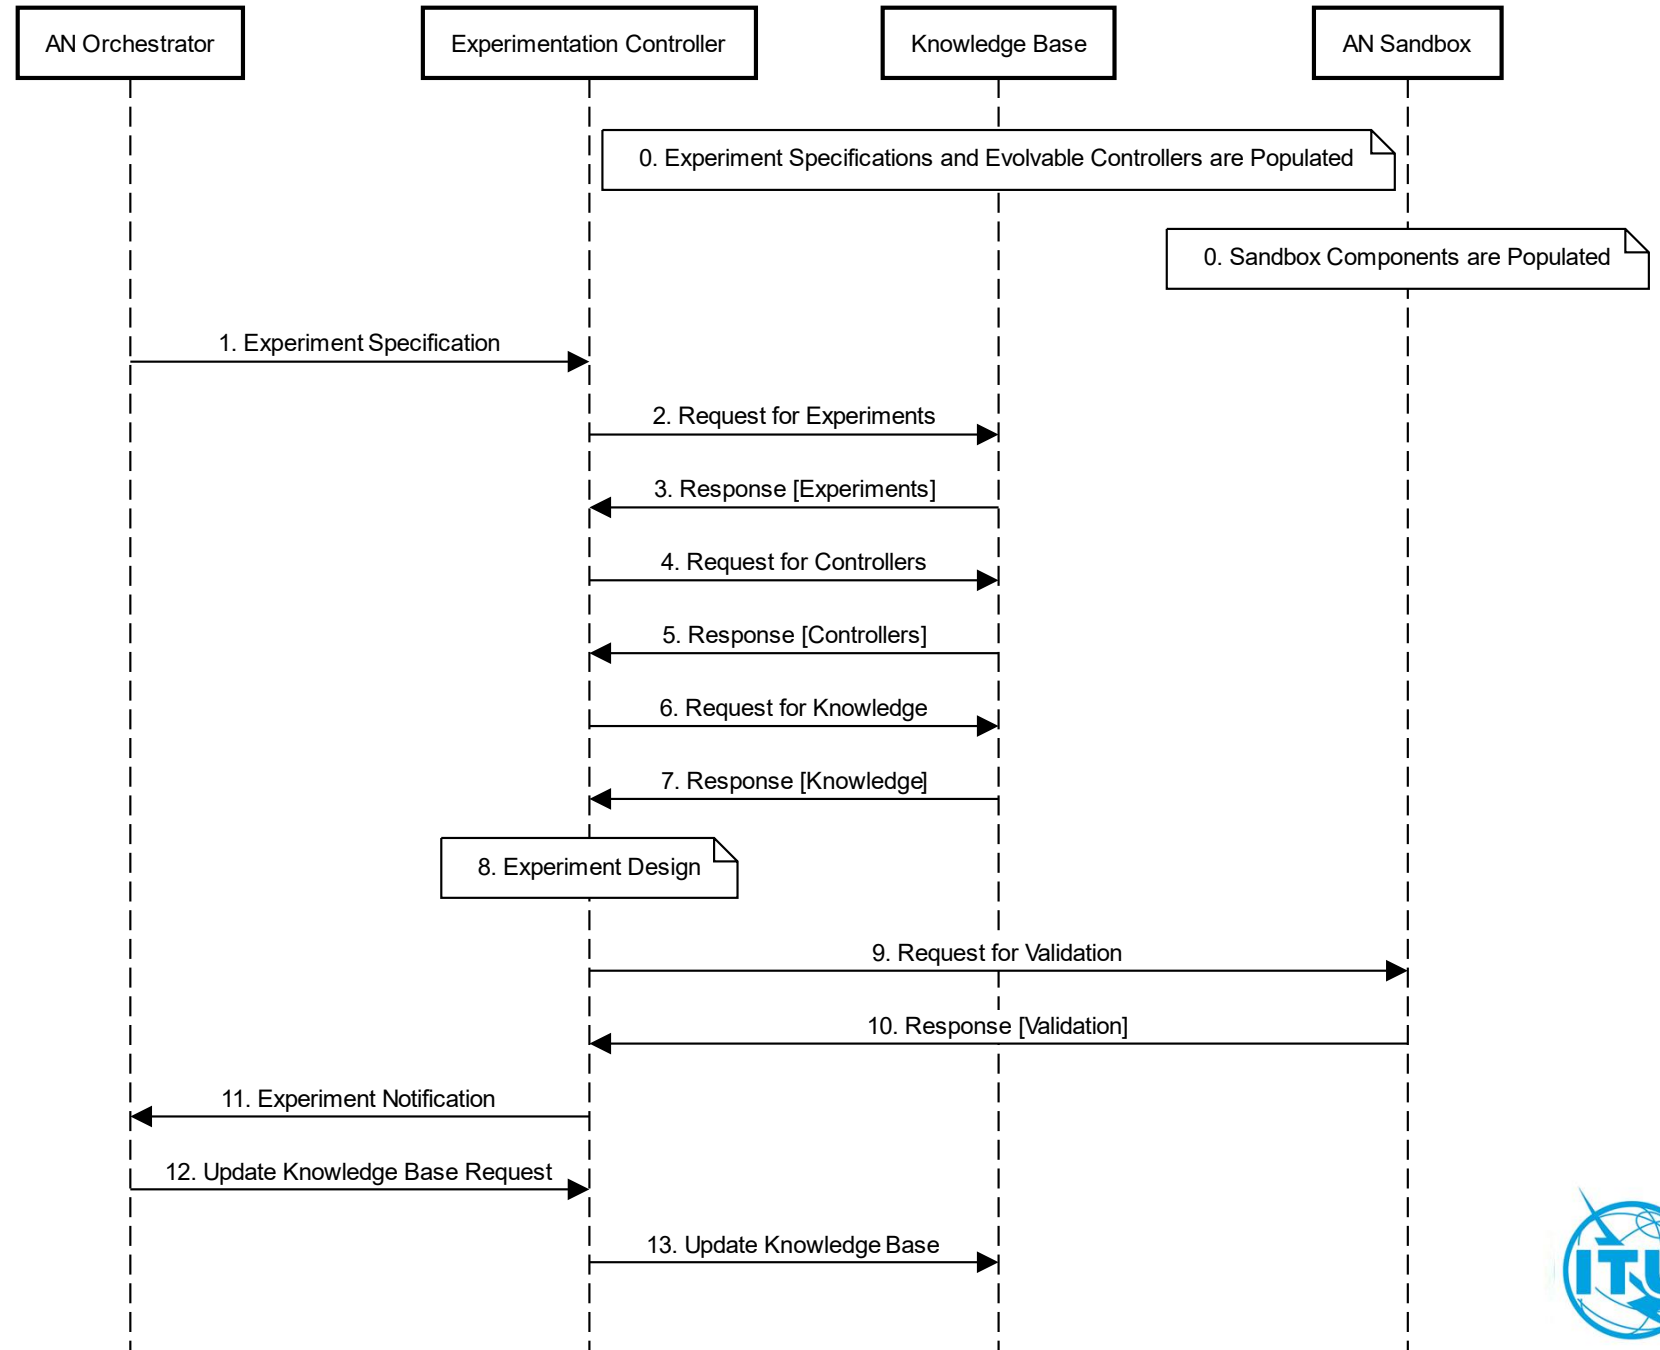 AN Orchestrator
Experimentation Controller
Knowledge Base
AN Sandbox
0. Experiment Specifications and Evolvable Controllers are Populated
0. Sandbox Components are Populated
1. Experiment Specification
2. Request for Experiments
3. Response [Experiments]
4. Request for Controllers
5. Response [Controllers]
6. Request for Knowledge
7. Response [Knowledge]
8. Experiment Design
9. Request for Validation
10. Response [Validation]
11. Experiment Notification
12. Update Knowledge Base Request
13. Update Knowledge Base
ITU